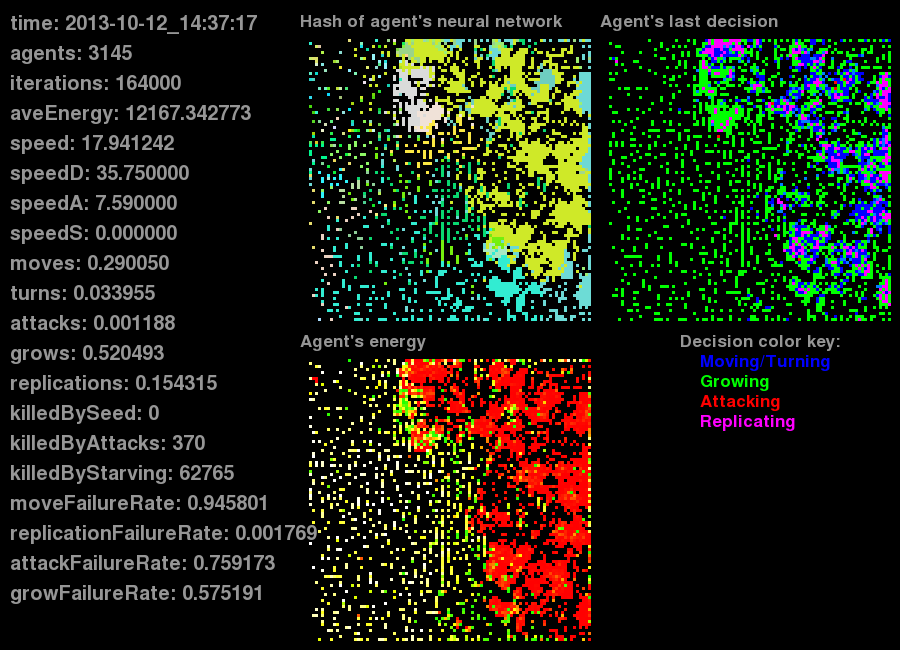 time: 2013-10-12_14:37:17
agents: 3145
iterations: 164000
aveEnergy: 12167.342773
speed: 17.941242
speedD: 35.750000
speedA: 7.590000
speedS: 0.000000
moves: 0.290050
turns: 0.033955
attacks: 0.001188
grows: 0.520493
replications: 0.154315
killedBySeed: 0
killedByAttacks: 370
killedByStarving: 62765
moveFailureRate: 0.945801
replicationFailureRate: 0.001769
attackFailureRate: 0.759173
growFailureRate: 0.575191
Hash of agent's neural network
Agent's last decision
Agent's energy
Decision color key:
Moving/Turning
Growing
Attacking
Replicating